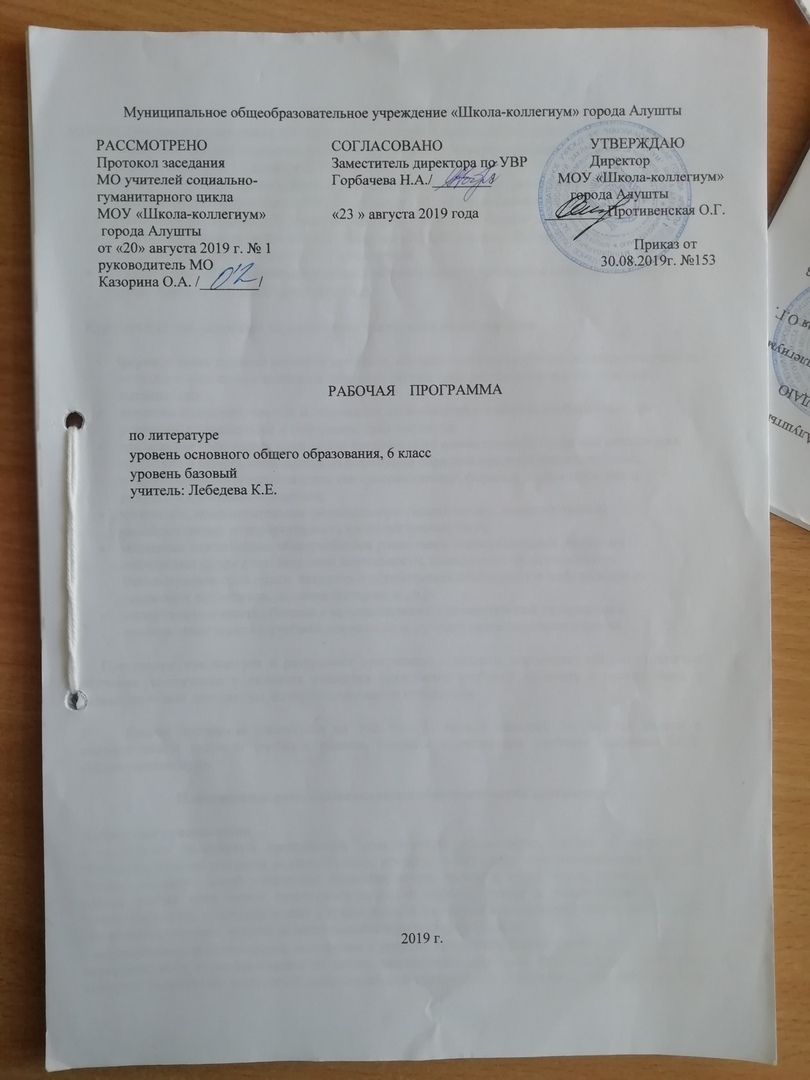 Муниципальное общеобразовательное учреждение «Школа-коллегиум» города Алушты
РАССМОТРЕНО
Протокол заседания
МО учителей социально-
гуманитарного цикла
МОУ «Школа-коллегиум»
города Алушты
от «20» августа 2019 г. № 1
руководитель МО
Казорина О.А. /________/
СОГЛАСОВАНО
Заместитель директора по УВР
Горбачева Н.А./
«23 » августа 2019 года
УТВЕРЖДАЮ
Директор
МОУ «Школа-коллегиум»
города Алушты
Противенская О.Г.
Приказ от
30.08.2019г. №153
РАБОЧАЯ ПРОГРАММА
по литературе
уровень основного общего образования, 6 класс
уровень базовый
учитель: Лебедева К.Е.
2019 г.